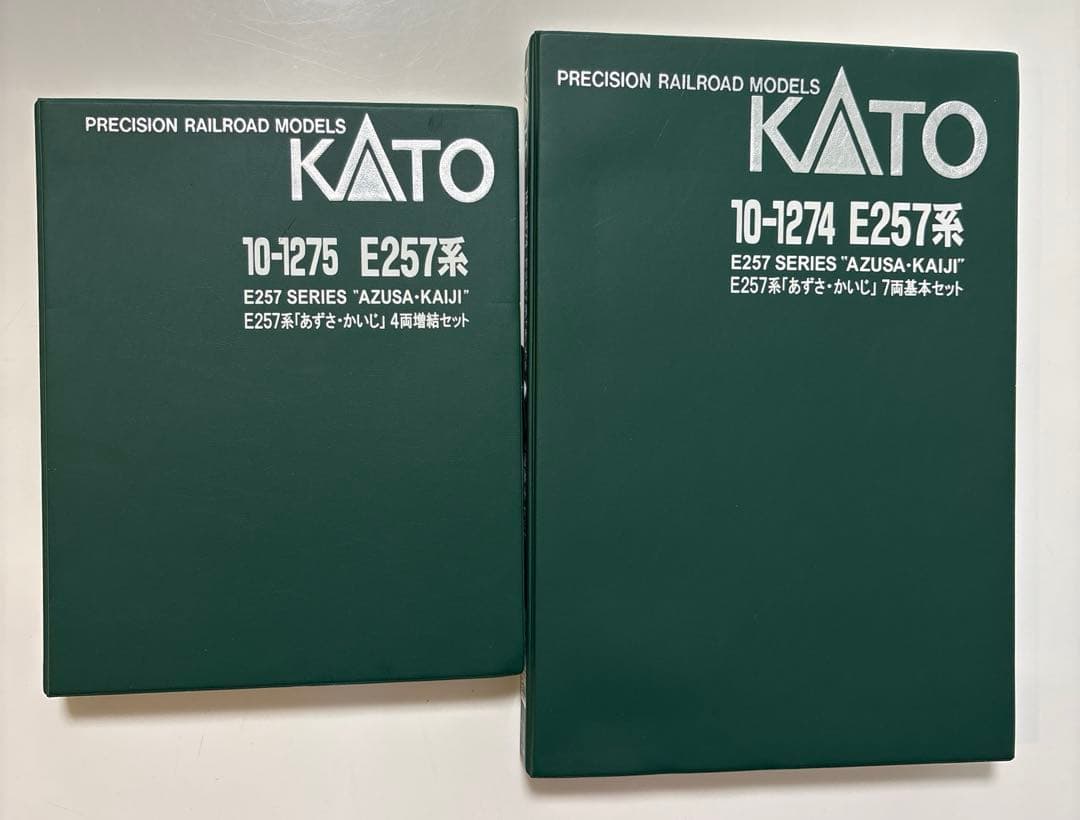 PRECISION RAILROAD MODELS
KATO
10-1275 E257系
E257 SERIES "AZUSA・KAIJI"
E257系「あずさ・かいじ」 4両増結セット
PRECISION RAILROAD MODELS
KATO
10-1274 E257系
E257 SERIES "AZUSA・KAIJI"
E257系「あずさ・かいじ」 7両基本セット